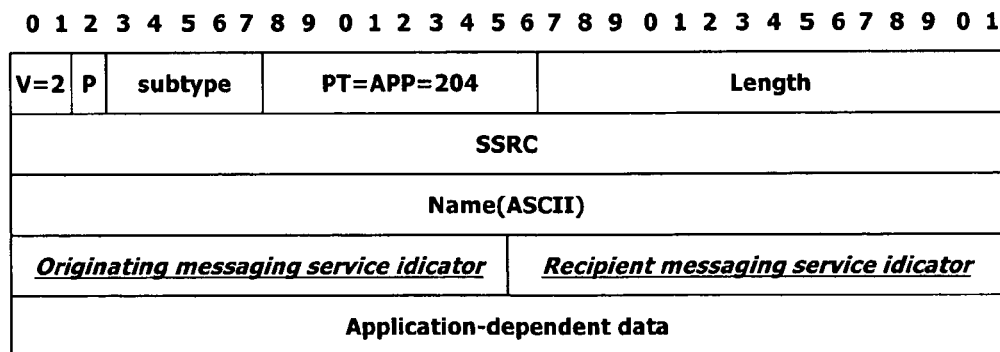 0 1 2 3 4 5 6 7 8 9 0 1 2 3 4 5 6 7 8 9 0 1 2 3 4 5 6 7 8 9 0 1
V=2 P subtype PT=APP=204 Length
SSRC
Name(ASCII)
Originating messaging service idicator Recipient messaging service idicator
Application-dependent data